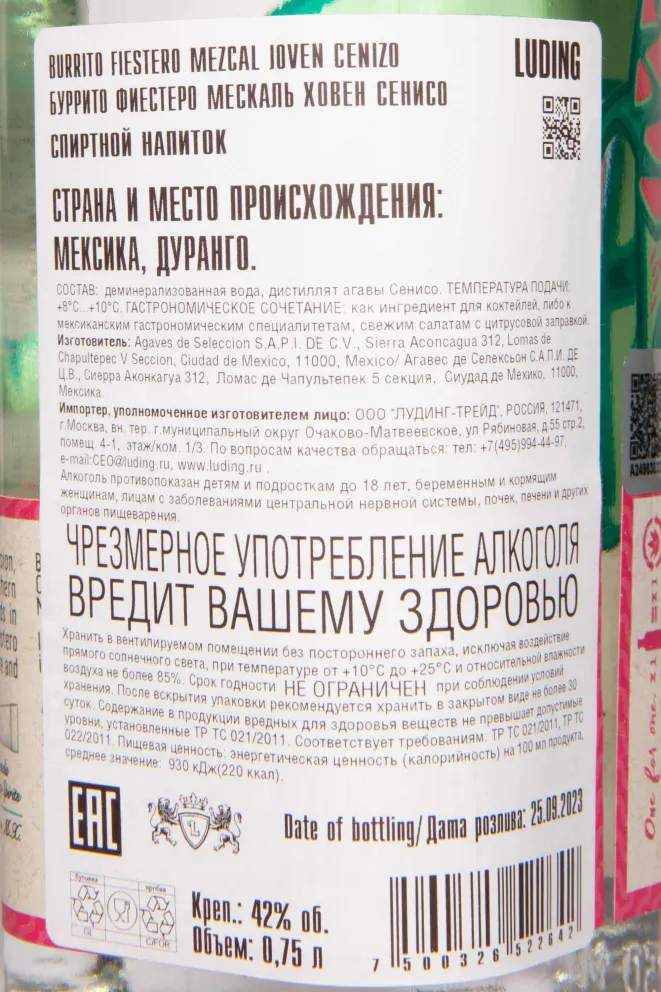 BURRITO FIESTERO MEZCAL JOVEN CENIZO
LUDING
БУРРИТО ФИЕСТЕРО МЕСКАЛЬ ХОВЕН СЕНИСО
СПИРТНОЙ НАПИТОК
СТРАНА И МЕСТО ПРОИСХОЖДЕНИЯ:
МЕКСИКА, ДУРАНГО.
СОСТАВ: деминерализованная вода, дистиллят агавы Сенисо. ТЕМПЕРАТУРА ПОДАЧИ:
+8°С...+10°С. ГАСТРОНОМИЧЕСКОЕ СОЧЕТАНИЕ: как ингредиент для коктейлей, либо к
мексиканским гастрономическим специалитетам, свежим салатам с цитрусовой заправкой.
Изготовитель: Agaves de Seleccion S.A.P.I. DE C.V., Sierra Aconcagua 312, Lomas de
Chapultepec V Seccion, Ciudad de Mexico, 11000, Mexico/ Агавес де Селексьон С.А.П.И. ДЕ
Ц.В., Сиерра Аконкагуа 312, Ломас де Чапультепек 5 секция, Сиудад де Мехико, 11000,
Мексика.
Импортер, уполномоченное изготовителем лицо: ООО "ЛУДИНГ-ТРЕЙД", РОССИЯ, 121471,
г.Москва, вн. тер. г.муниципальный округ Очаково-Матвеевское, ул Рябиновая, д.55 стр.2,
помещ. 4-1, этаж/ком. 1/3. По вопросам качества обращаться: тел: +7(495)994-44-97,
e-mail:CEO@luding.ru, www.luding.ru .
Алкоголь противопоказан детям и подросткам до 18 лет, беременным и кормящим
женщинам, лицам с заболеваниями центральной нервной системы, почек, печени и других
органов пищеварения.
ЧРЕЗМЕРНОЕ УПОТРЕБЛЕНИЕ АЛКОГОЛЯ
ВРЕДИТ ВАШЕМУ ЗДОРОВЬЮ
Хранить в вентилируемом помещении без постороннего запаха, исключая воздействие
прямого солнечного света, при температуре от +10°С до +25°С и относительной влажности
воздуха не более 85%. Срок годности НЕ ОГРАНИЧЕН при соблюдении условий
хранения. После вскрытия упаковки рекомендуется хранить в закрытом виде не более 30
суток. Содержание в продукции вредных для здоровья веществ не превышает допустимые
уровни, установленные ТР ТС 021/2011. Соответствует требованиям: ТР ТС 021/2011, ТР ТС
022/2011. Пищевая ценность: энергетическая ценность (калорийность) на 100 мл продукта,
среднее значение: 930 кДж(220 ккал).
EAC
L
Date of bottling/ Дата розлива: 25.09.2023
бутылка
пробка
Gl
C/FOR
Креп.: 42% об.
Объем: 0,75 л
7 500326 522642
One for one. x1 = x1